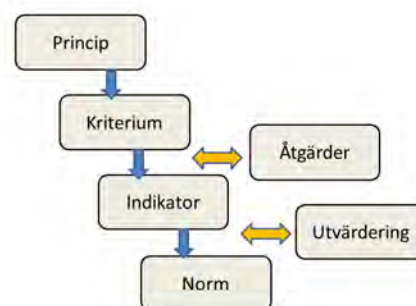 Princip
Kriterium
Åtgärder
Indikator
Utvärdering
Norm